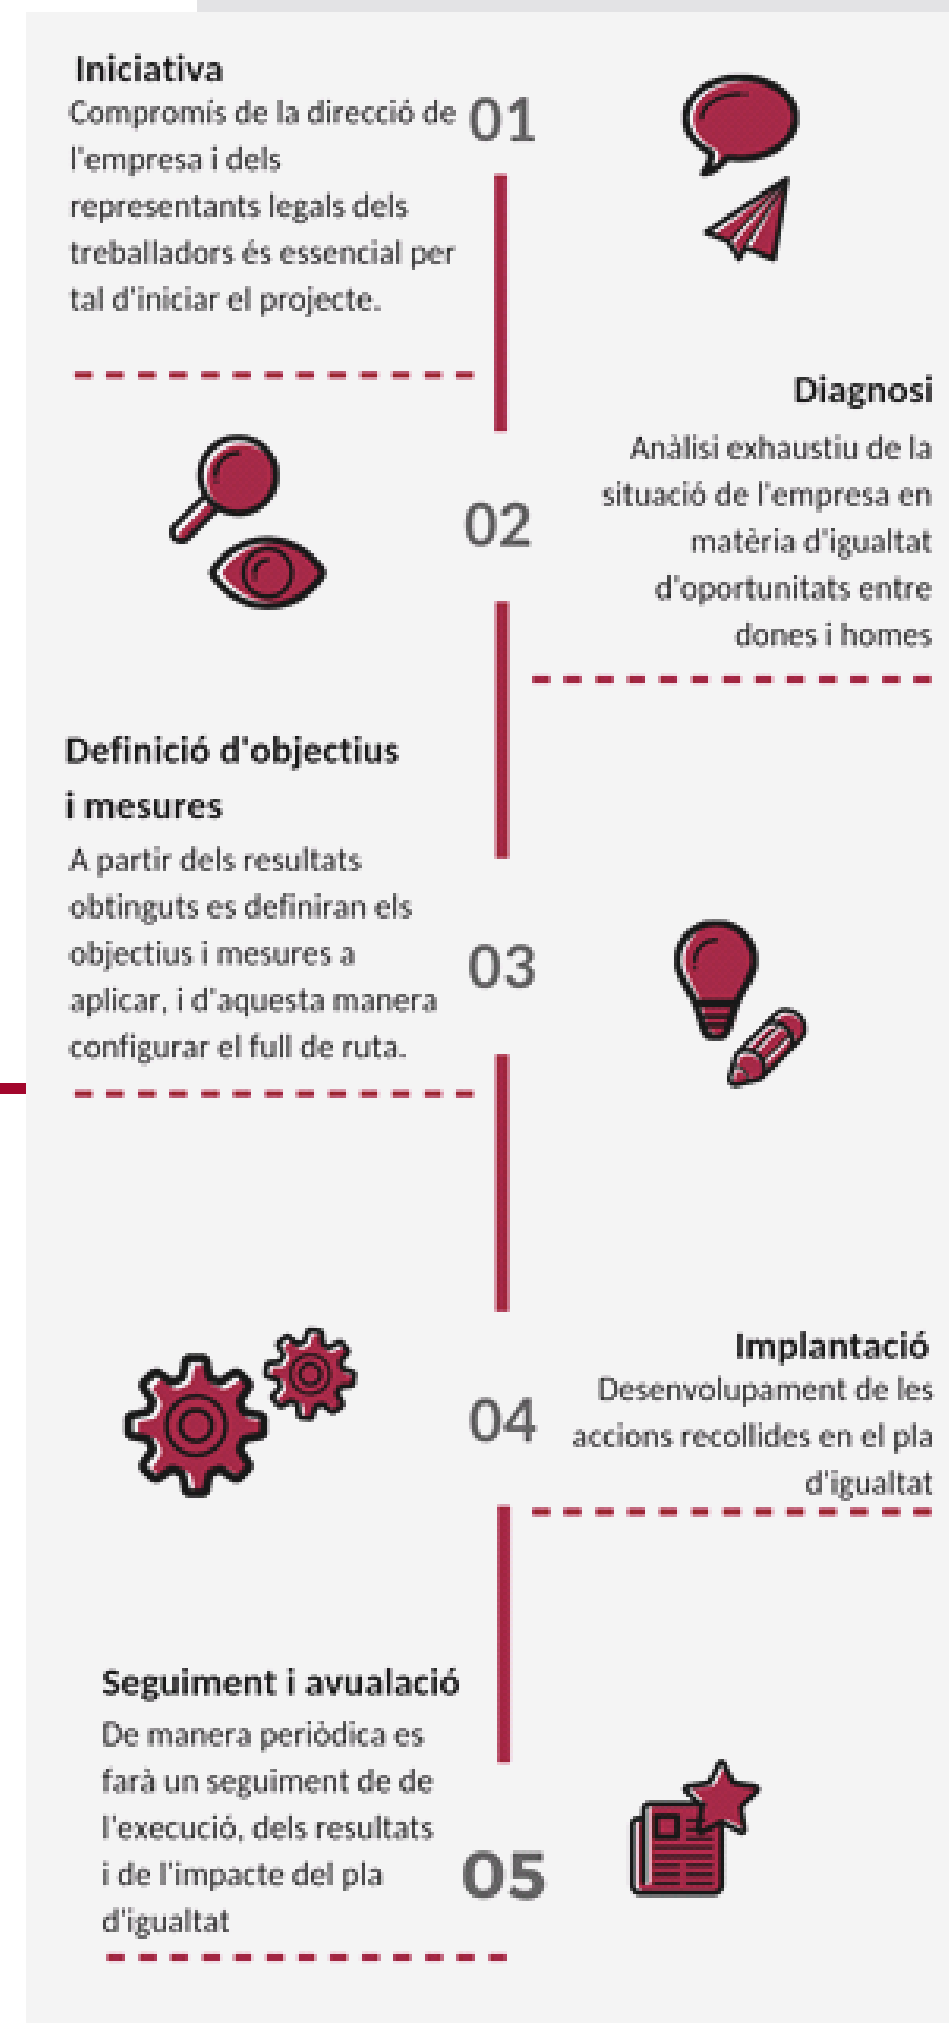 Iniciativa
Compromís de la direcció de
l'empresa i dels
representants legals dels
treballadors és essencial per
tal d'iniciar el projecte.
01
Diagnosi
Anàlisi exhaustiu de la
situació de l'empresa en
matèria d'igualtat
d'oportunitats entre
dones i homes
02
Definició d'objectius
i mesures
A partir dels resultats
obtinguts es definiran els
objectius i mesures a
aplicar, i d'aquesta manera
configurar el full de ruta.
03
Implantació
Desenvolupament de les
accions recollides en el pla
d'igualtat
04
Seguiment i avualació
De manera periòdica es
farà un seguiment de de
l'execució, dels resultats
i de l'impacte del pla
d'igualtat
05